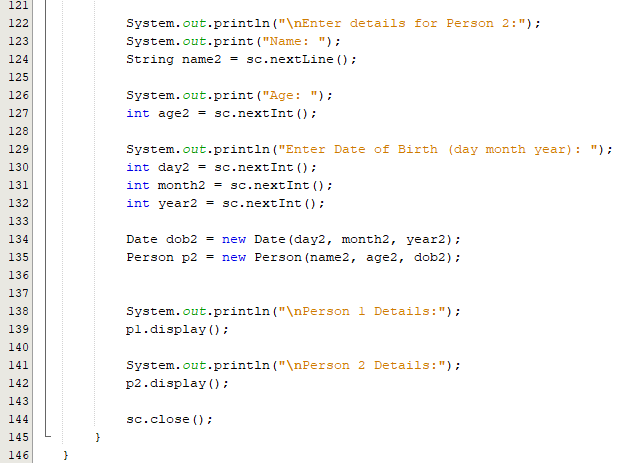 121
122 System.out.println("\nEnter details for Person 2:");
123 System.out.print("Name: ");
124 String name2 = sc.nextLine();
125
126 System.out.print("Age: ");
127 int age2 = sc.nextInt();
128
129 System.out.println("Enter Date of Birth (day month year): ");
130 int day2 = sc.nextInt();
131 int month2 = sc.nextInt();
132 int year2 = sc.nextInt();
133
134 Date dob2 = new Date(day2, month2, year2);
135 Person p2 = new Person(name2, age2, dob2);
136
137
138 System.out.println("\nPerson 1 Details:");
139 p1.display();
140
141 System.out.println("\nPerson 2 Details:");
142 p2.display();
143
144 sc.close();
145 }
146 }